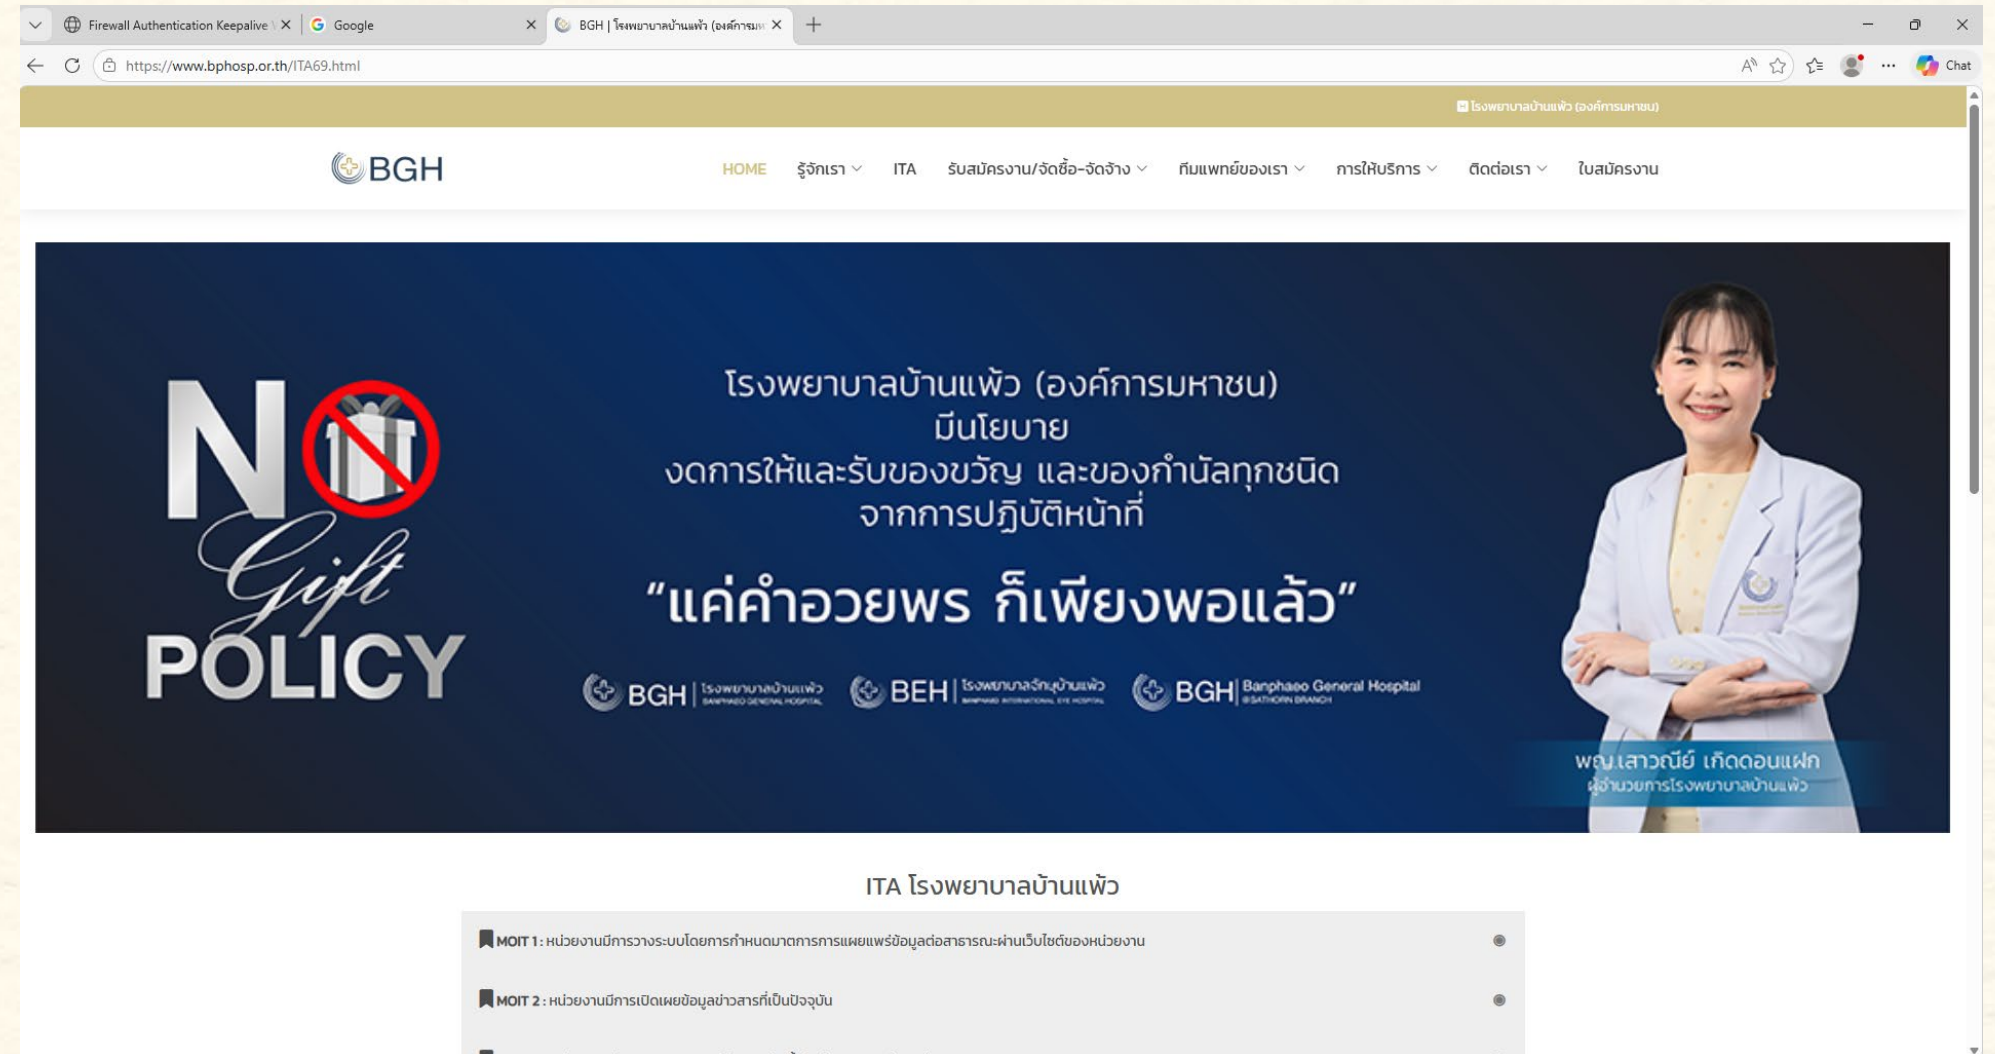 Firewall Authentication Keepalive
Google
BGH | โรงพยาบาลบ้านแพ้ว (องค์การมห
https://www.bphosp.or.th/ITA69.html
Chat
โรงพยาบาลบ้านแพ้ว (องค์การมหาชน)
BGH
HOME รู้จักเรา ITA รับสมัครงาน/จัดซื้อ-จัดจ้าง ทีมแพทย์ของเรา การให้บริการ ติดต่อเรา ใบสมัครงาน
NO
Gift
POLICY
โรงพยาบาลบ้านแพ้ว (องค์การมหาชน)
มีนโยบาย
งดการให้และรับของขวัญ และของกำนัลทุกชนิด
จากการปฏิบัติหน้าที่
“แค่คำอวยพร ก็เพียงพอแล้ว”
BGH โรงพยาบาลบ้านแพ้ว BANPHAEO GENERAL HOSPITAL
BEH โรงพยาบาลจักษุบ้านแพ้ว BANPHAEO INTERNATIONAL EYE HOSPITAL
BGH Banphaeo General Hospital @SATHORN BRANCH
พญ.เสาวณีย์ เกิดดอนแฝก
ผู้อำนวยการโรงพยาบาลบ้านแพ้ว
ITA โรงพยาบาลบ้านแพ้ว
MOIT 1 : หน่วยงานมีการวางระบบโดยการกำหนดมาตการการแผยแพร่ข้อมูลต่อสาธารณะผ่านเว็บไซต์ของหน่วยงาน
MOIT 2 : หน่วยงานมีการเปิดเผยข้อมูลข่าวสารที่เป็นปัจจุบัน